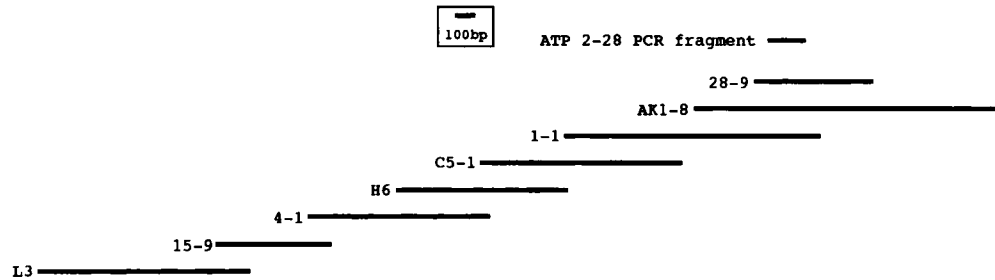 100bp
ATP 2-28 PCR fragment
28-9
AK1-8
1-1
C5-1
H6
4-1
15-9
L3